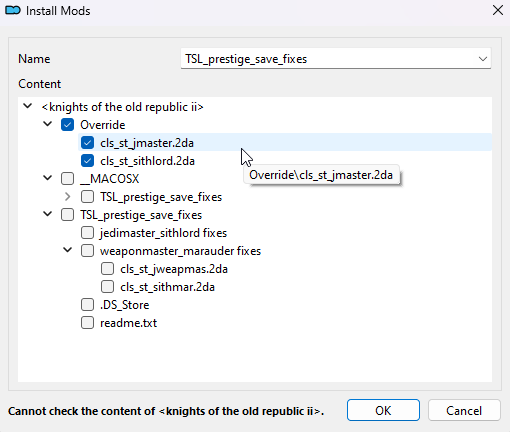 Install Mods
Name
TSL_prestige_save_fixes
Content
<knights of the old republic ii>
Override
cls_st_jmaster.2da
cls_st_sithlord.2da
Override\cls_st_jmaster.2da
__MACOSX
TSL_prestige_save_fixes
TSL_prestige_save_fixes
jedimaster_sithlord fixes
weaponmaster_marauder fixes
cls_st_jweapmas.2da
cls_st_sithmar.2da
.DS_Store
readme.txt
Cannot check the content of <knights of the old republic ii>.
OK
Cancel